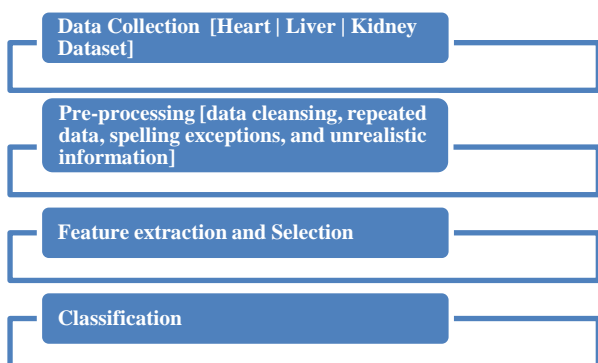 Data Collection [Heart | Liver | Kidney
Dataset]
Pre-processing [data cleansing, repeated
data, spelling exceptions, and unrealistic
information]
Feature extraction and Selection
Classification